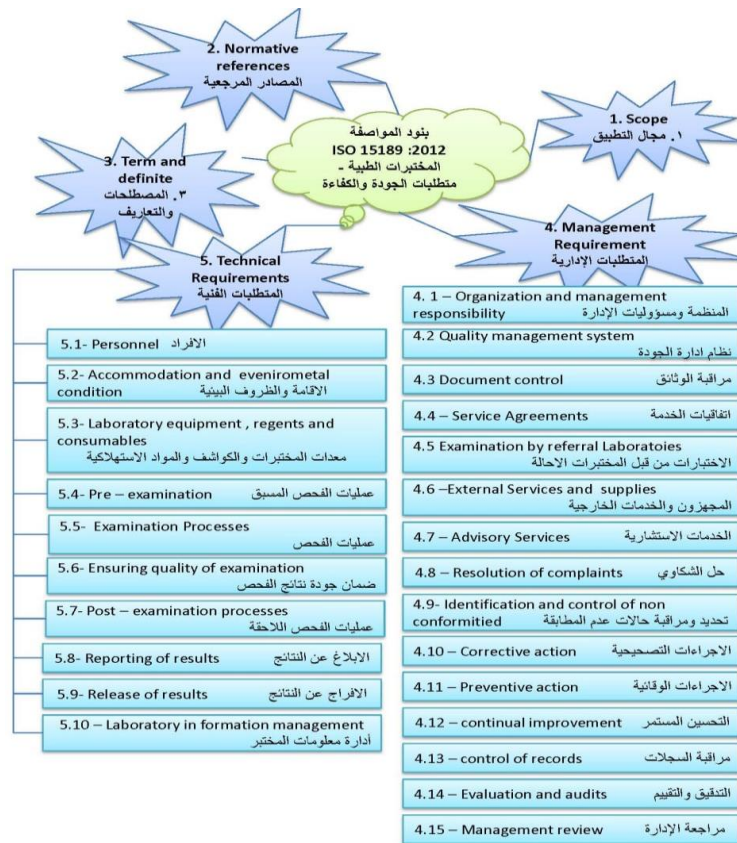 2. Normative
references
المصادر المرجعية
1. Scope
١. مجال التطبيق
بنود المواصفة
ISO 15189 :2012
المختبرات الطبية -
متطلبات الجودة والكفاءة
3. Term and
definite
٣. المصطلحات
والتعاريف
4. Management
Requirement
المتطلبات الإدارية
5. Technical
Requirements
المتطلبات الفنية
5.1- Personnel الافراد
5.2- Accommodation and evenirometal
condition الاقامة والظروف البيئية
5.3- Laboratory equipment , regents and
consumables
معدات المختبرات والكواشف والمواد الاستهلاكية
5.4- Pre – examination عمليات الفحص المسبق
5.5- Examination Processes
عمليات الفحص
5.6- Ensuring quality of examination
ضمان جودة نتائج الفحص
5.7- Post – examination processes
عمليات الفحص اللاحقة
5.8- Reporting of results الابلاغ عن النتائج
5.9- Release of results الافراج عن النتائج
5.10 – Laboratory in formation management
أدارة معلومات المختبر
4. 1 – Organization and management
responsibility المنظمة ومسؤوليات الإدارة
4.2 Quality management system
نظام ادارة الجودة
4.3 Document control مراقبة الوثائق
4.4 – Service Agreements اتفاقيات الخدمة
4.5 Examination by referral Laboratoies
الاختبارات من قبل المختبرات الاحالة
4.6 –External Services and supplies
المجهزون والخدمات الخارجية
4.7 – Advisory Services الخدمات الاستشارية
4.8 – Resolution of complaints حل الشكاوي
4.9- Identification and control of non
conformitied تحديد ومراقبة حالات عدم المطابقة
4.10 – Corrective action الاجراءات التصحيحية
4.11 – Preventive action الاجراءات الوقائية
4.12 – continual improvement التحسين المستمر
4.13 – control of records مراقبة السجلات
4.14 – Evaluation and audits التدقيق والتقييم
4.15 – Management review مراجعة الإدارة